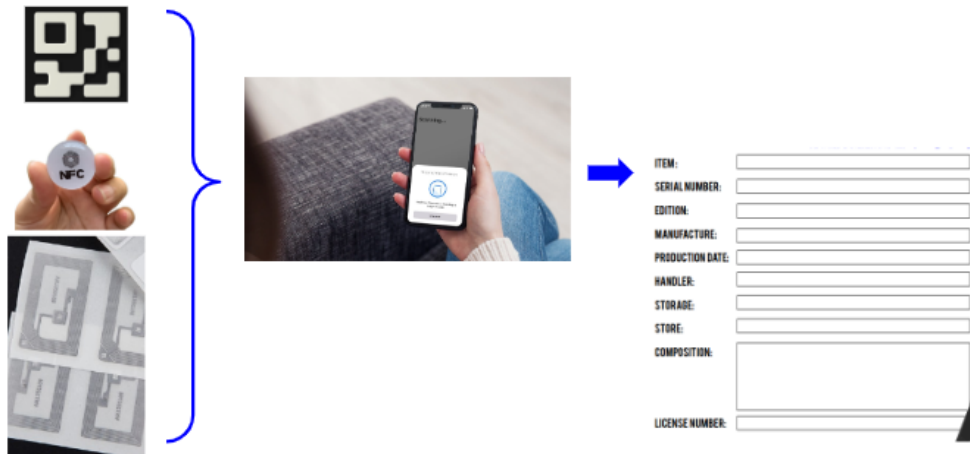 NFC
ITEM:
SERIAL NUMBER:
EDITION:
MANUFACTURE:
PRODUCTION DATE:
HANDLER:
STORAGE:
STORE:
COMPOSITION:
LICENSE NUMBER: